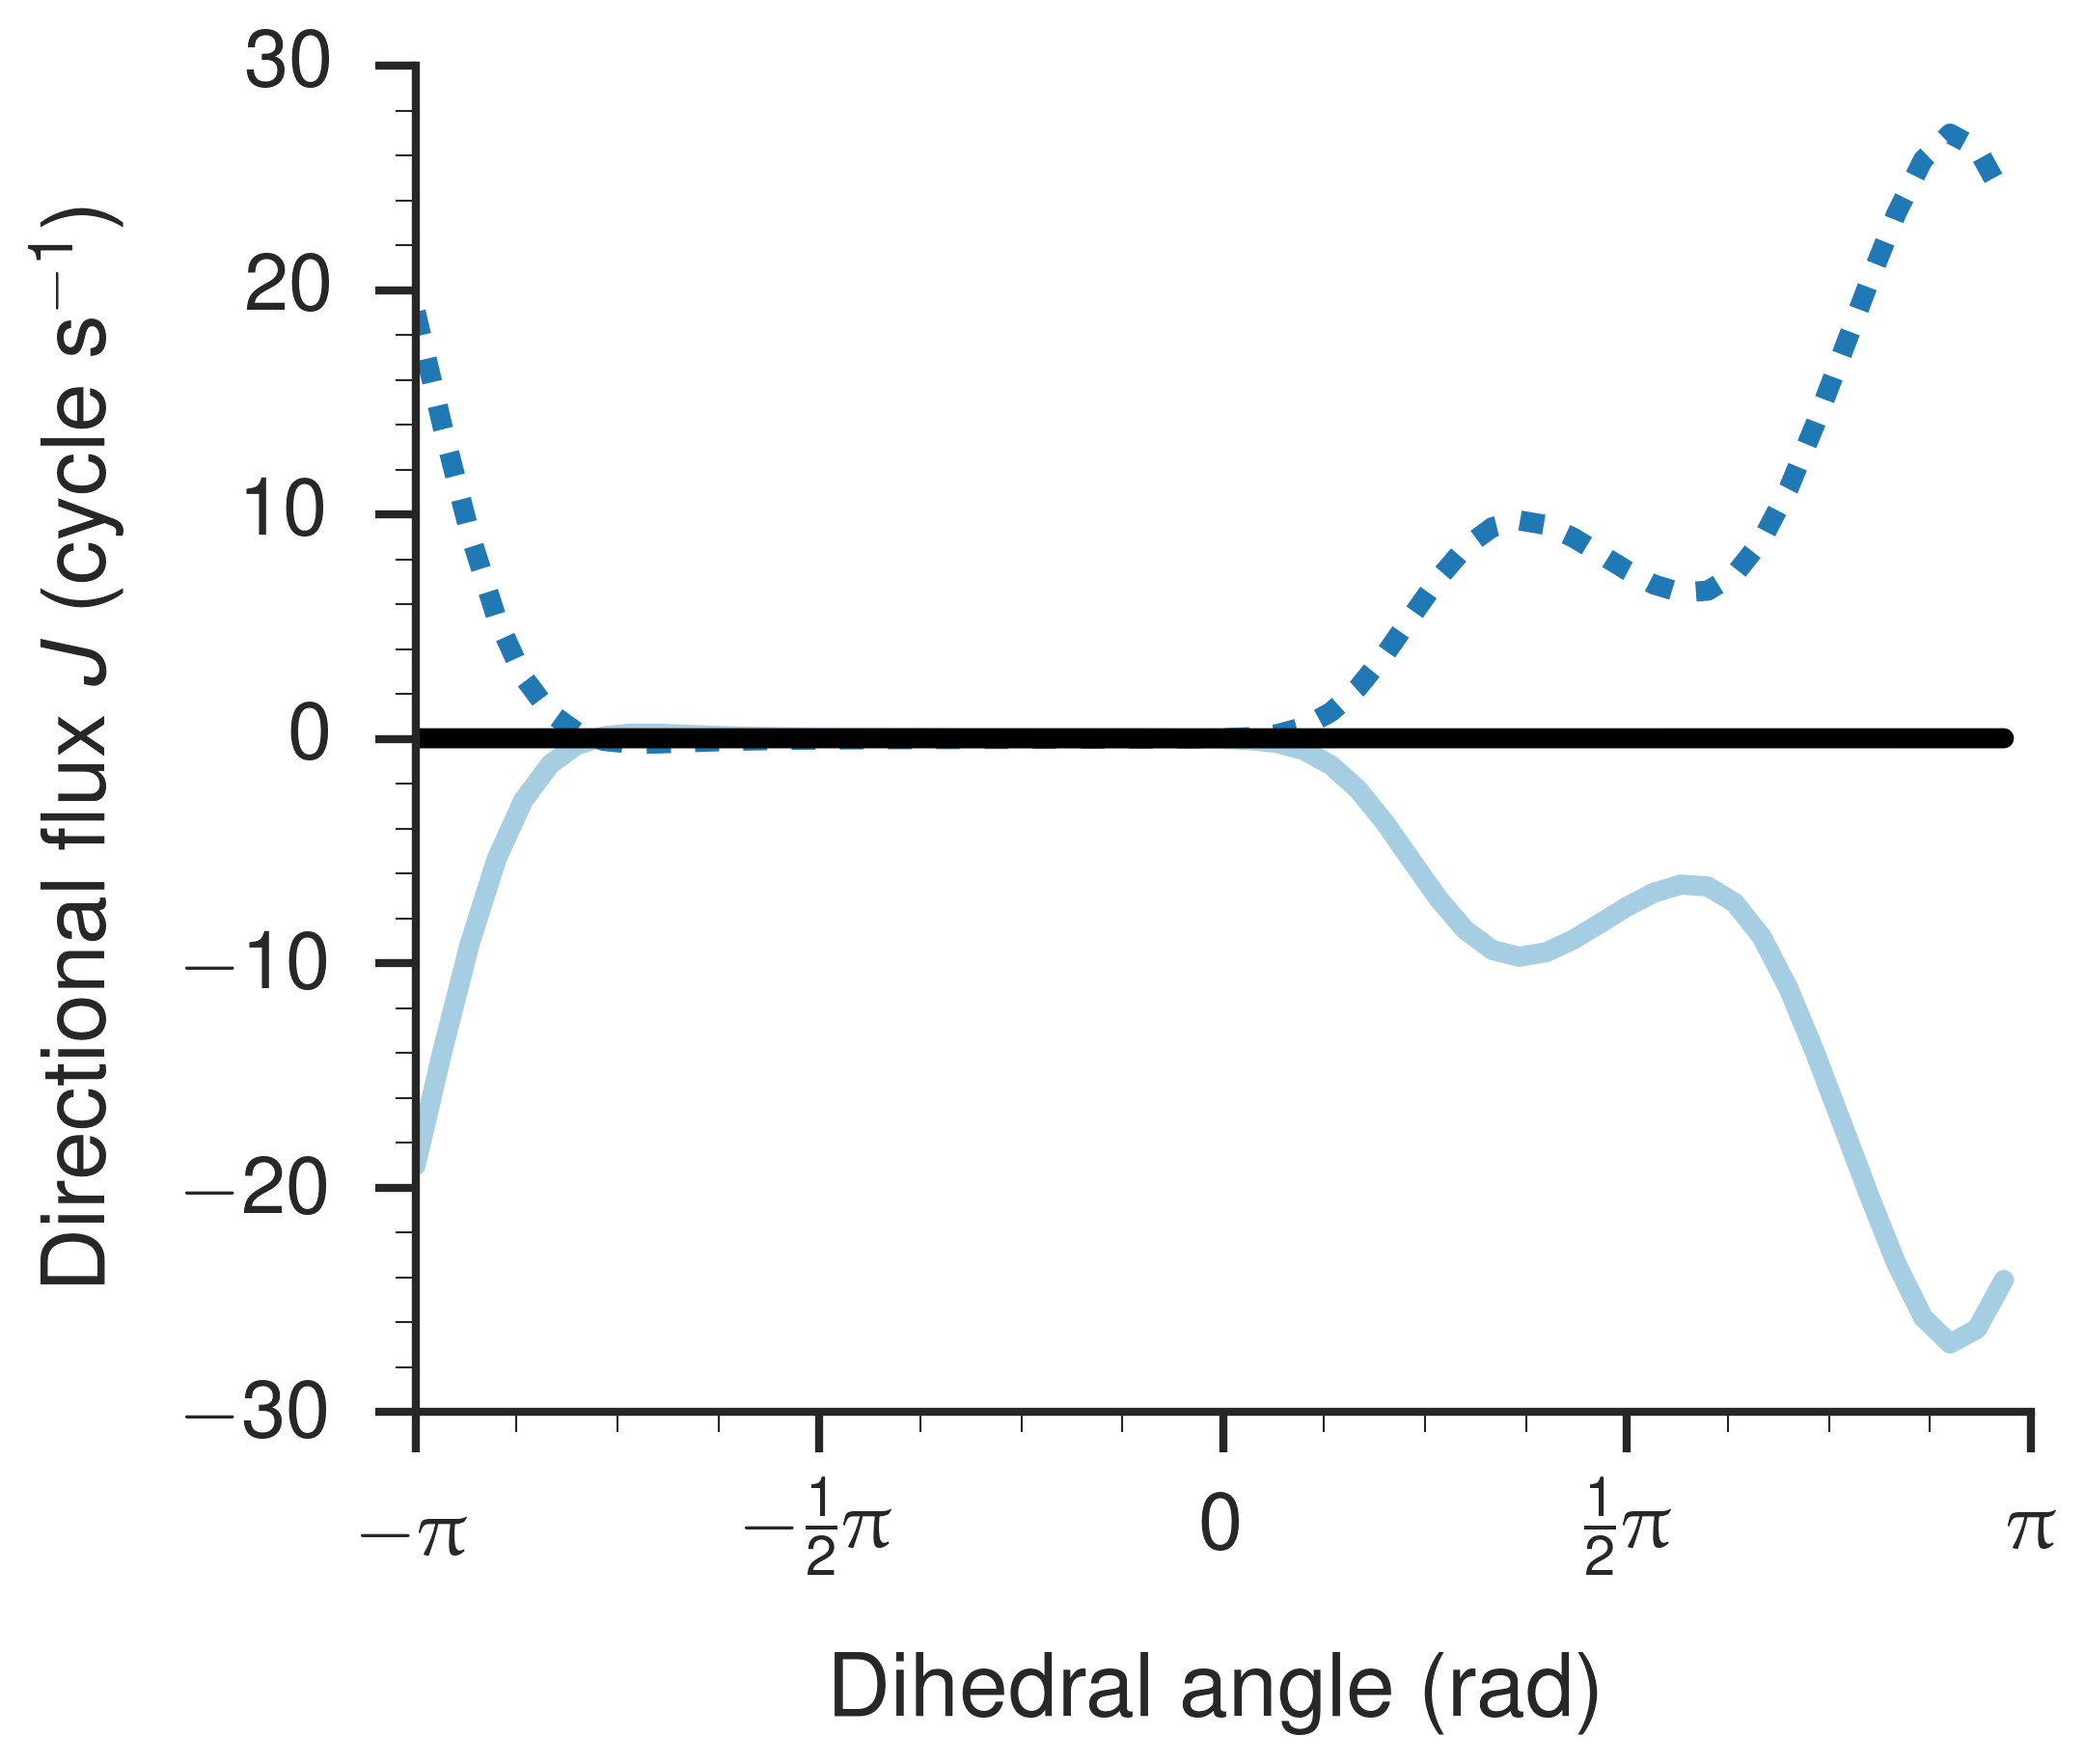 Directional flux J (cycle s⁻¹)
30
20
10
0
−10
−20
−30
−π
−½π
0
½π
π
Dihedral angle (rad)